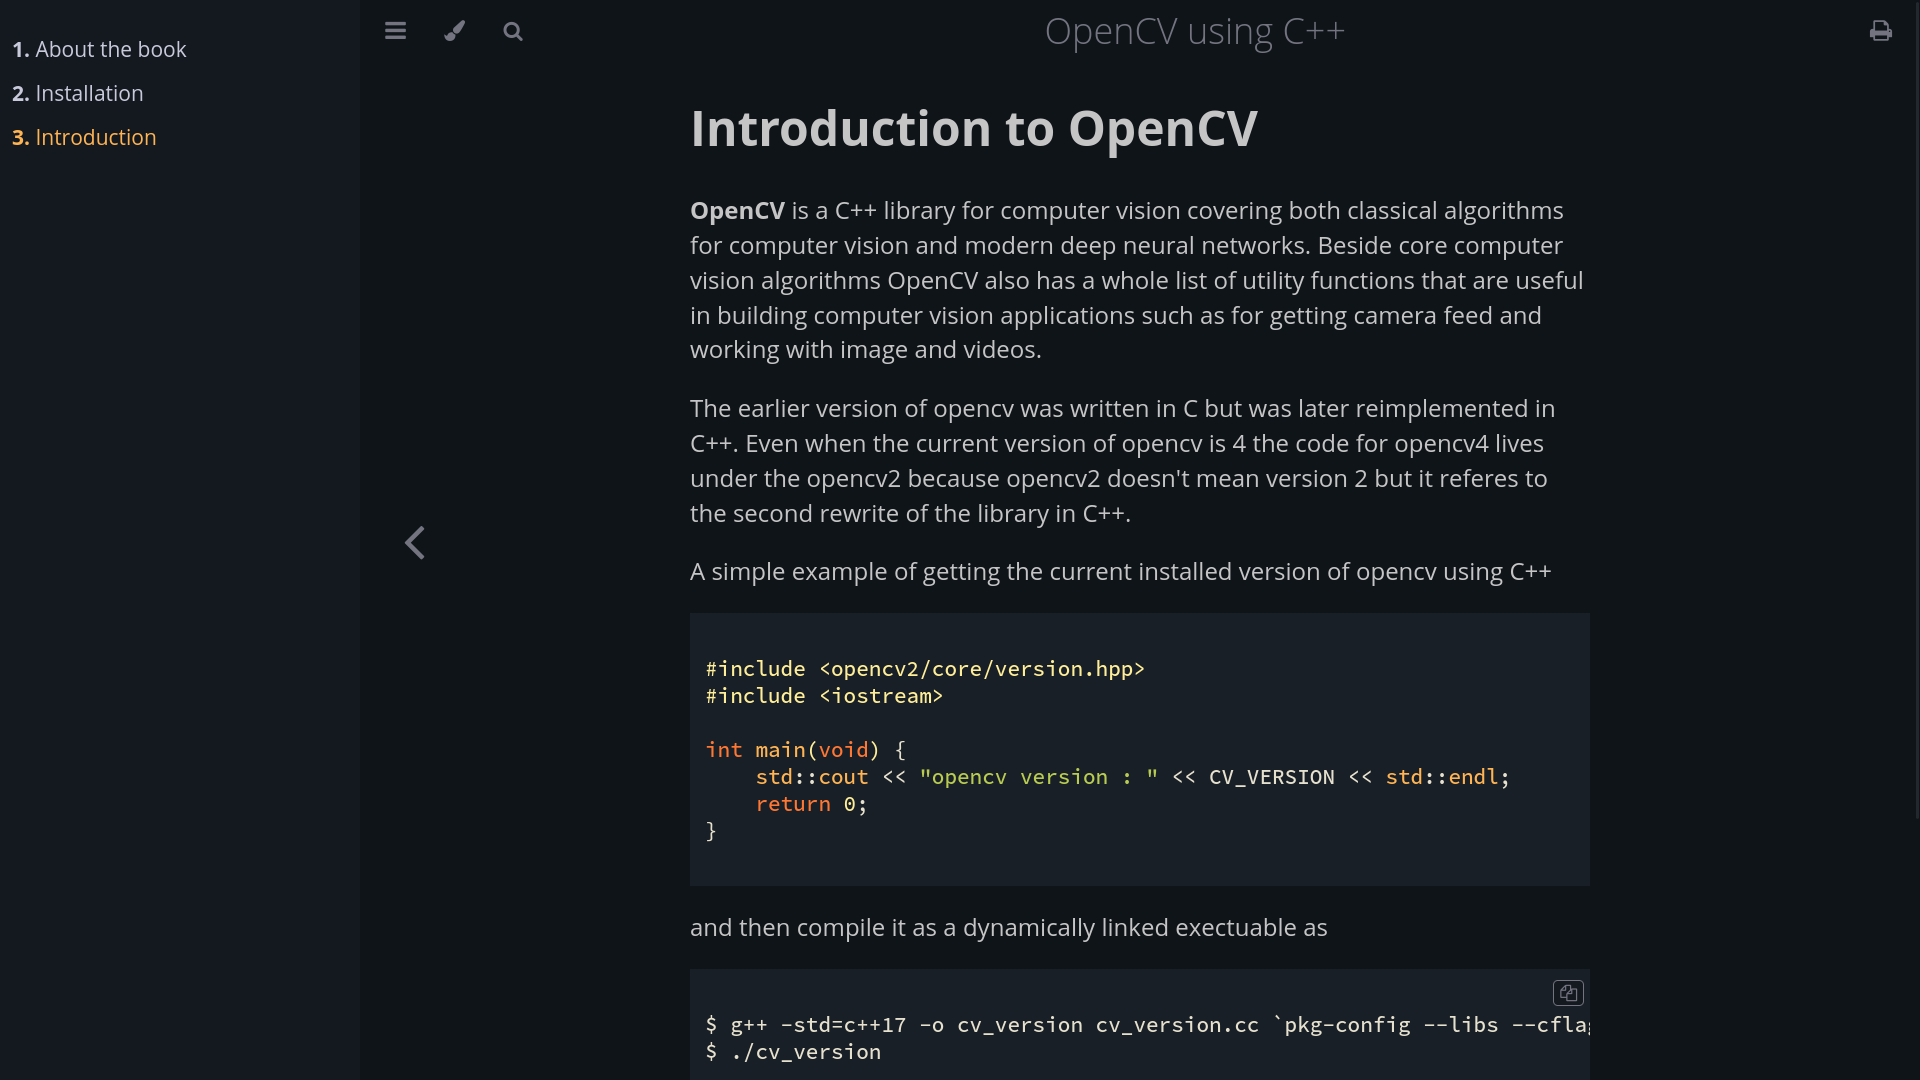 1. About the book
2. Installation
3. Introduction
OpenCV using C++
Introduction to OpenCV
OpenCV is a C++ library for computer vision covering both classical algorithms
for computer vision and modern deep neural networks. Beside core computer
vision algorithms OpenCV also has a whole list of utility functions that are useful
in building computer vision applications such as for getting camera feed and
working with image and videos.
The earlier version of opencv was written in C but was later reimplemented in
C++. Even when the current version of opencv is 4 the code for opencv4 lives
under the opencv2 because opencv2 doesn't mean version 2 but it referes to
the second rewrite of the library in C++.
A simple example of getting the current installed version of opencv using C++
#include <opencv2/core/version.hpp>
#include <iostream>
int main(void) {
    std::cout << "opencv version : " << CV_VERSION << std::endl;
    return 0;
}
and then compile it as a dynamically linked exectuable as
$ g++ -std=c++17 -o cv_version cv_version.cc `pkg-config --libs --cfla
$ ./cv_version